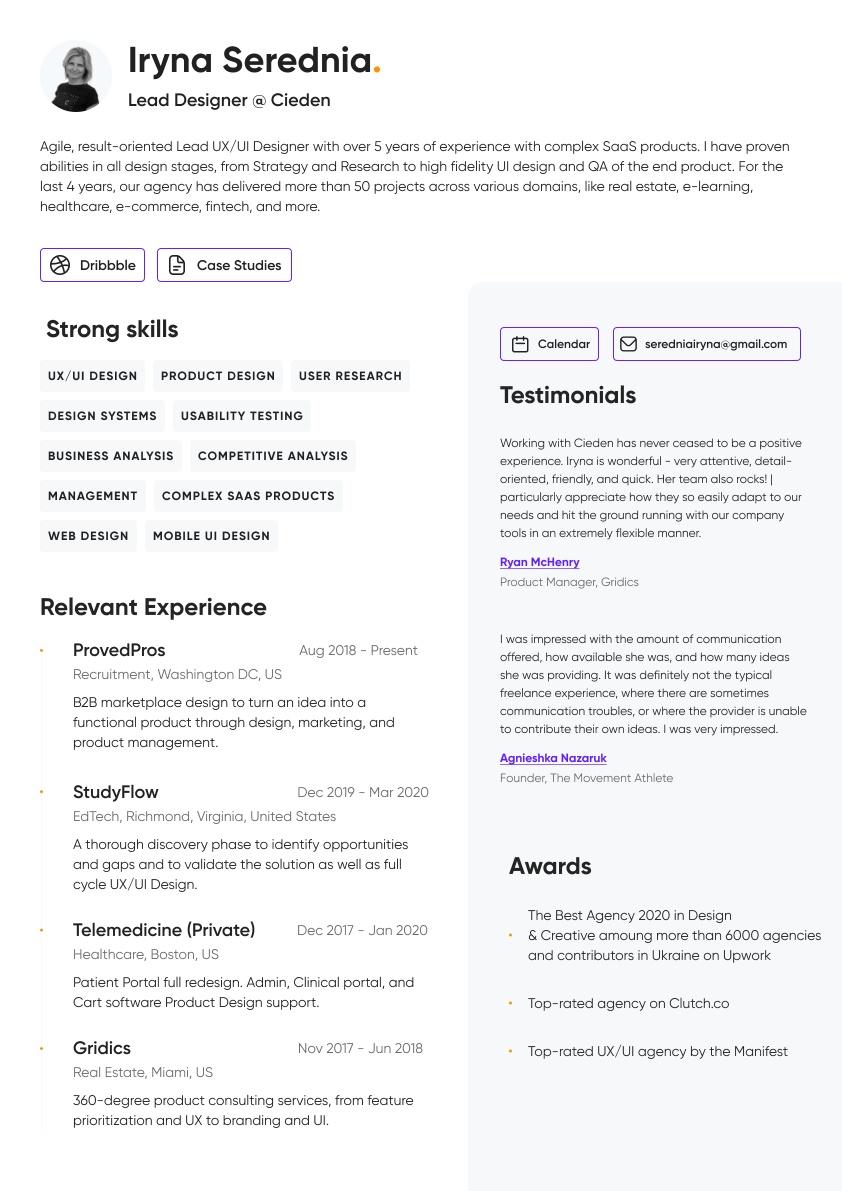 Iryna Serednia.
Lead Designer @ Cieden
Agile, result-oriented Lead UX/UI Designer with over 5 years of experience with complex SaaS products. I have proven
abilities in all design stages, from Strategy and Research to high fidelity UI design and QA of the end product. For the
last 4 years, our agency has delivered more than 50 projects across various domains, like real estate, e-learning,
healthcare, e-commerce, fintech, and more.
Dribbble
Case Studies
Strong skills
UX/UI DESIGN
PRODUCT DESIGN
USER RESEARCH
DESIGN SYSTEMS
USABILITY TESTING
BUSINESS ANALYSIS
COMPETITIVE ANALYSIS
MANAGEMENT
COMPLEX SAAS PRODUCTS
WEB DESIGN
MOBILE UI DESIGN
Relevant Experience
ProvedPros
Aug 2018 - Present
Recruitment, Washington DC, US
B2B marketplace design to turn an idea into a
functional product through design, marketing, and
product management.
StudyFlow
Dec 2019 - Mar 2020
EdTech, Richmond, Virginia, United States
A thorough discovery phase to identify opportunities
and gaps and to validate the solution as well as full
cycle UX/UI Design.
Telemedicine (Private)
Dec 2017 - Jan 2020
Healthcare, Boston, US
Patient Portal full redesign. Admin, Clinical portal, and
Cart software Product Design support.
Gridics
Nov 2017 - Jun 2018
Real Estate, Miami, US
360-degree product consulting services, from feature
prioritization and UX to branding and UI.
Calendar
seredniairyna@gmail.com
Testimonials
Working with Cieden has never ceased to be a positive
experience. Iryna is wonderful - very attentive, detail-
oriented, friendly, and quick. Her team also rocks! |
particularly appreciate how they so easily adapt to our
needs and hit the ground running with our company
tools in an extremely flexible manner.
Ryan McHenry
Product Manager, Gridics
I was impressed with the amount of communication
offered, how available she was, and how many ideas
she was providing. It was definitely not the typical
freelance experience, where there are sometimes
communication troubles, or where the provider is unable
to contribute their own ideas. I was very impressed.
Agnieshka Nazaruk
Founder, The Movement Athlete
Awards
The Best Agency 2020 in Design
& Creative amoung more than 6000 agencies
and contributors in Ukraine on Upwork
Top-rated agency on Clutch.co
Top-rated UX/UI agency by the Manifest